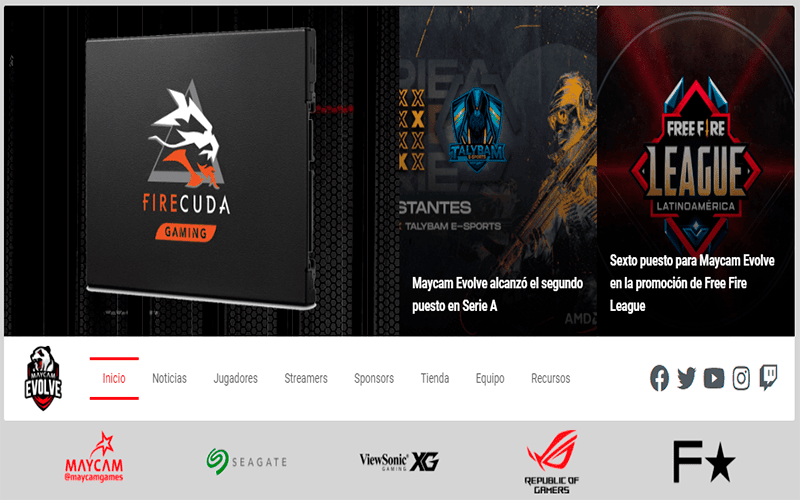 FIRECUDA
GAMING
TALYBAM
E-SPORTS
STANTES
TALYBAM E-SPORTS
Maycam Evolve alcanzó el segundo
puesto en Serie A
AMD
FREE FIRE
LEAGUE
LATINOAMÉRICA
Sexto puesto para Maycam Evolve
en la promoción de Free Fire
League
MAYCAM
EVOLVE
Inicio
Noticias
Jugadores
Streamers
Sponsors
Tienda
Equipo
Recursos
MAYCAM
@maycamgames
SEAGATE
ViewSonic
GAMING
XG
REPUBLIC OF
GAMERS
F★